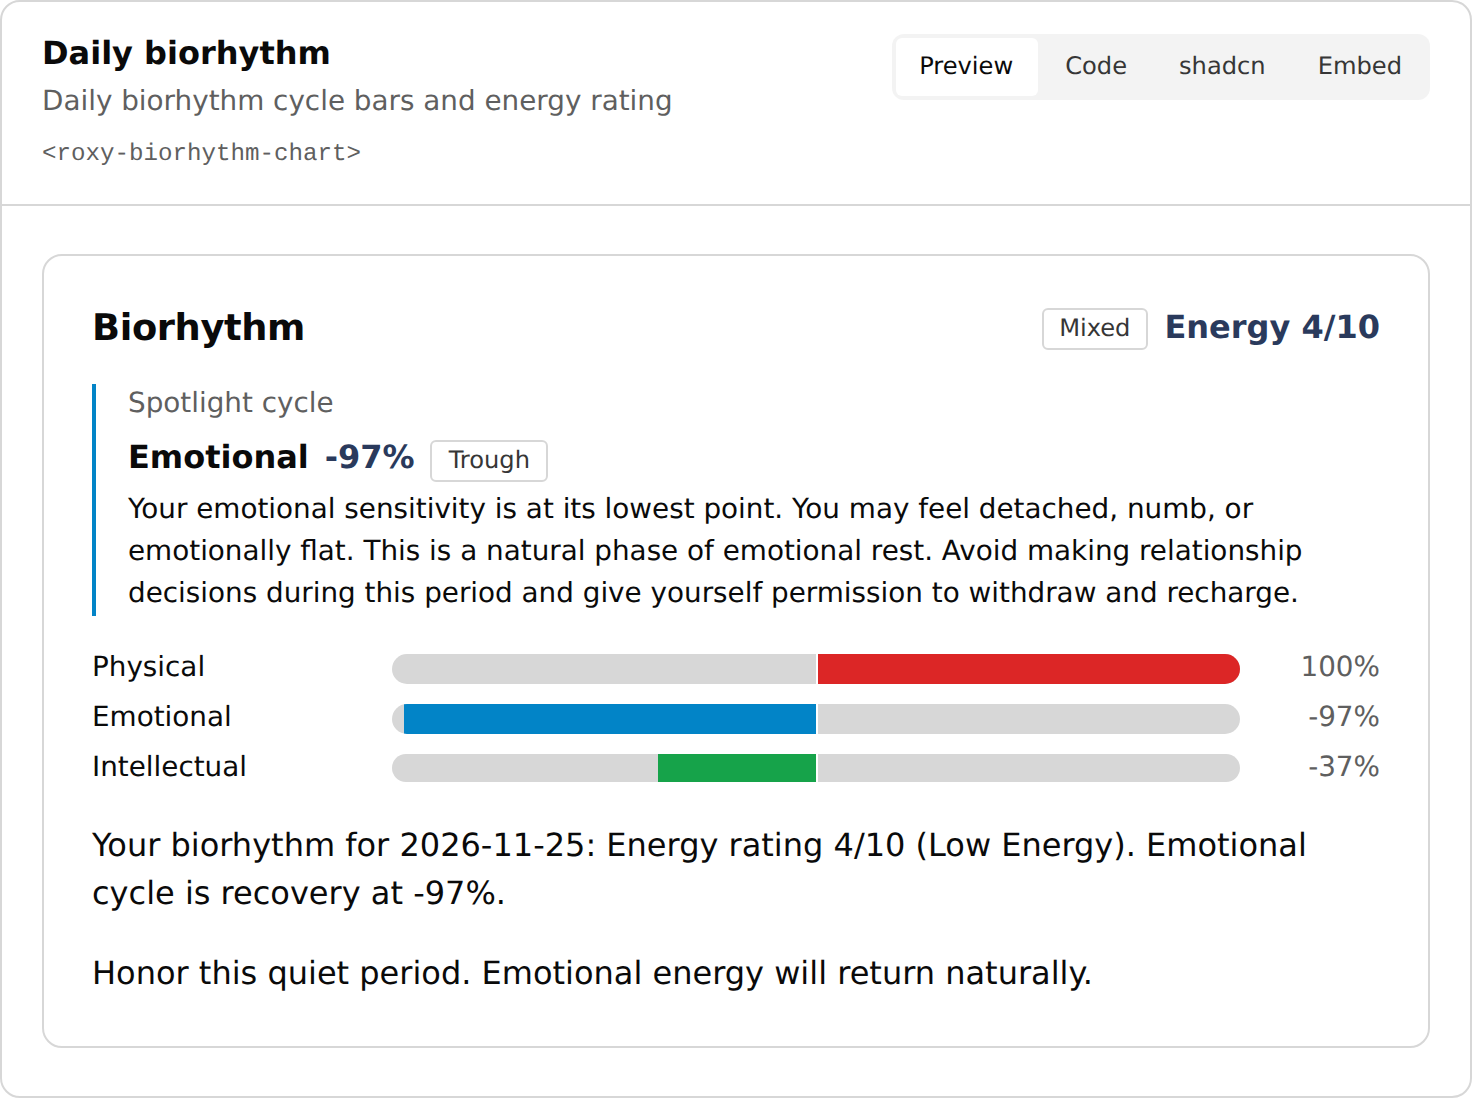 Daily biorhythm
Daily biorhythm cycle bars and energy rating
<roxy-biorhythm-chart>
Preview Code shadcn Embed
Biorhythm
Mixed Energy 4/10
Spotlight cycle
Emotional -97% Trough
Your emotional sensitivity is at its lowest point. You may feel detached, numb, or
emotionally flat. This is a natural phase of emotional rest. Avoid making relationship
decisions during this period and give yourself permission to withdraw and recharge.
Physical 100%
Emotional -97%
Intellectual -37%
Your biorhythm for 2026-11-25: Energy rating 4/10 (Low Energy). Emotional
cycle is recovery at -97%.
Honor this quiet period. Emotional energy will return naturally.